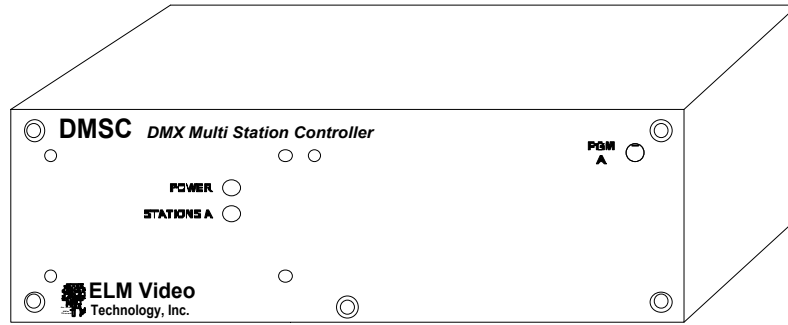 DMSC DMX Multi Station Controller
PGM
A
POWER
STATIONS A
ELM Video
Technology, Inc.